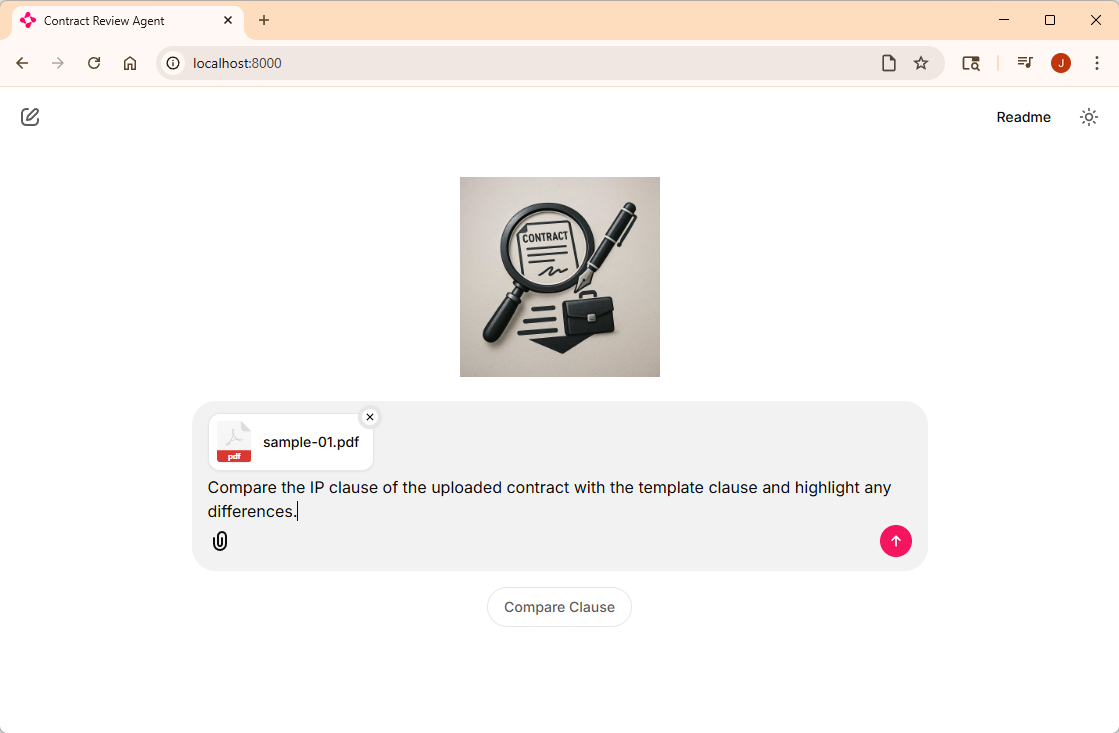 Contract Review Agent
localhost:8000
J
Readme
CONTRACT
sample-01.pdf
pdf
Compare the IP clause of the uploaded contract with the template clause and highlight any
differences.
Compare Clause